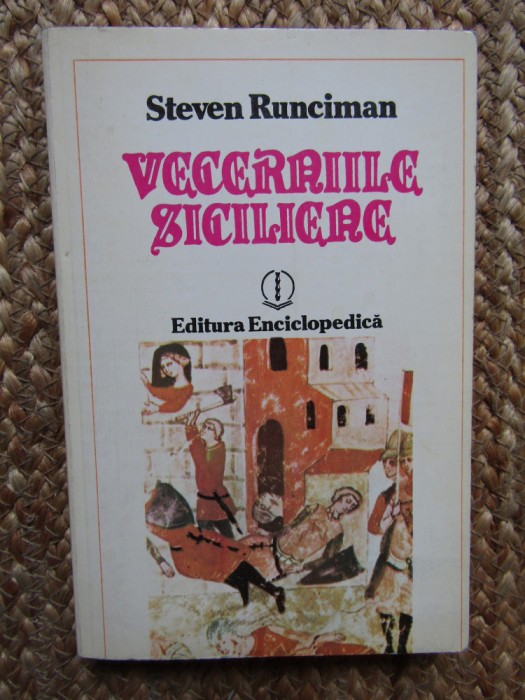 Steven Runciman
VECERNIILE
SICILIENE
Editura Enciclopedică